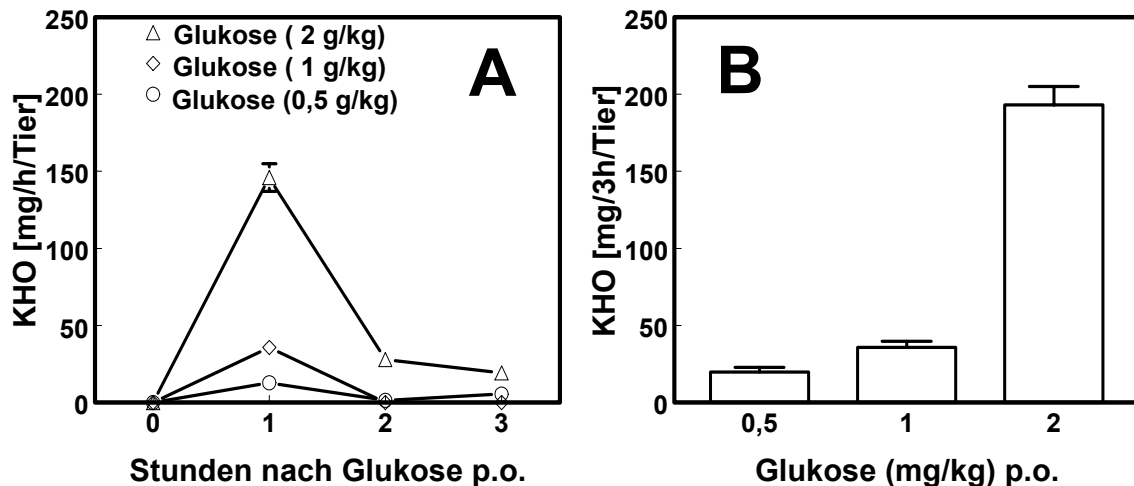 250
200
150
100
50
0
KHO [mg/h/Tier]
Glukose ( 2 g/kg)
Glukose ( 1 g/kg)
Glukose (0,5 g/kg)
A
0 1 2 3
Stunden nach Glukose p.o.
250
200
150
100
50
0
KHO [mg/3h/Tier]
B
0,5 1 2
Glukose (mg/kg) p.o.